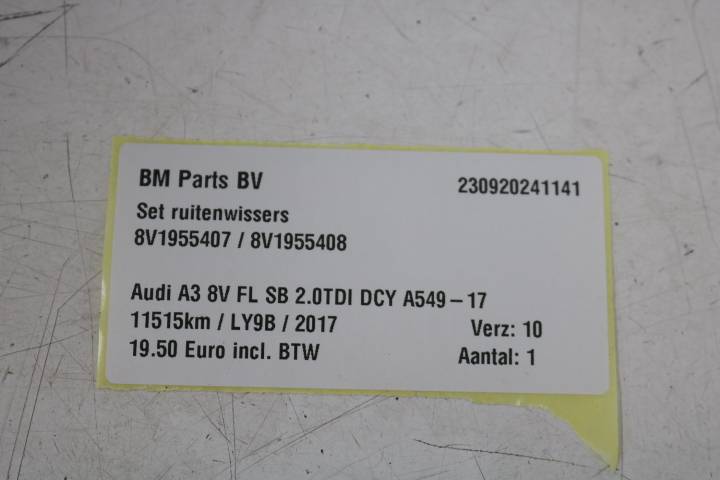 BM Parts BV 230920241141
Set ruitenwissers
8V1955407 / 8V1955408
Audi A3 8V FL SB 2.0TDI DCY A549 – 17
11515km / LY9B / 2017 Verz: 10
19.50 Euro incl. BTW Aantal: 1